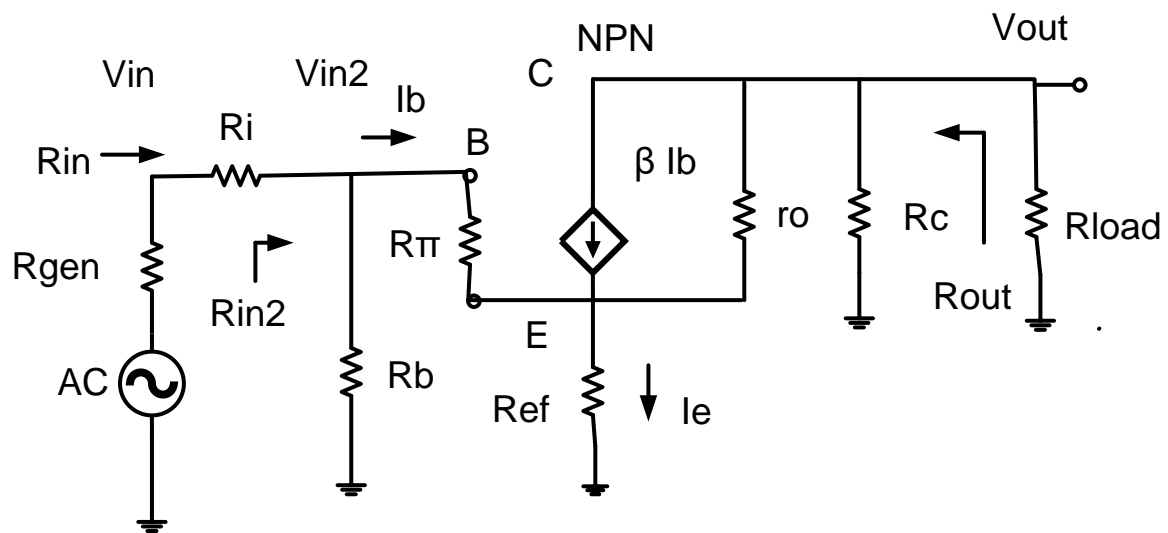 NPN
Vout
Vin
Vin2
C
Ib
Ri
B
Rin
β Ib
Rπ
ro
Rc
Rload
Rgen
Rin2
Rout
E
AC
Rb
Ref
Ie
.